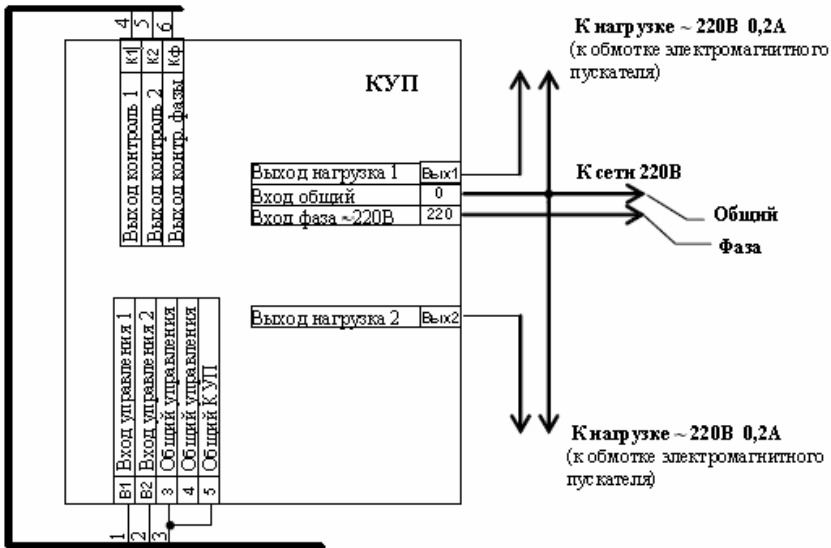 4
5
6
К1
К2
Кф
Выход контроль 1
Выход контроль 2
Выход контр. фазы
КУП
К нагрузке ~ 220В 0,2А
(к обмотке электромагнитного
пускателя)
Выход нагрузка 1 Вых1
Вход общий 0
Вход фаза ~220В 220
К сети 220В
Общий
Фаза
Выход нагрузка 2 Вых2
К нагрузке ~ 220В 0,2А
(к обмотке электромагнитного
пускателя)
В1 Вход управления 1
В2 Вход управления 2
3 Общий управления
4 Общий управления
5 Общий КУП
1
2
3